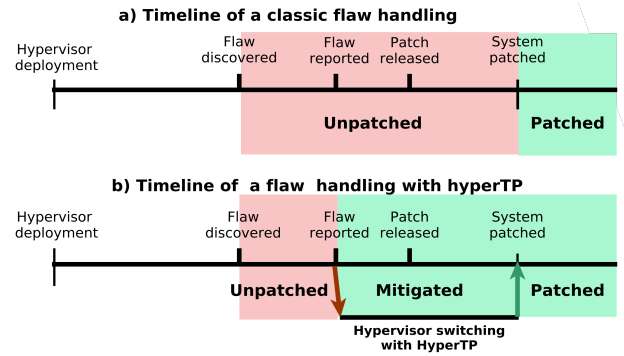 a) Timeline of a classic flaw handling
Hypervisor
deployment
Flaw
discovered
Flaw
reported
Patch
released
System
patched
Unpatched
Patched
b) Timeline of a flaw handling with hyperTP
Hypervisor
deployment
Flaw
discovered
Flaw
reported
Patch
released
System
patched
Unpatched
Mitigated
Patched
Hypervisor switching
with HyperTP